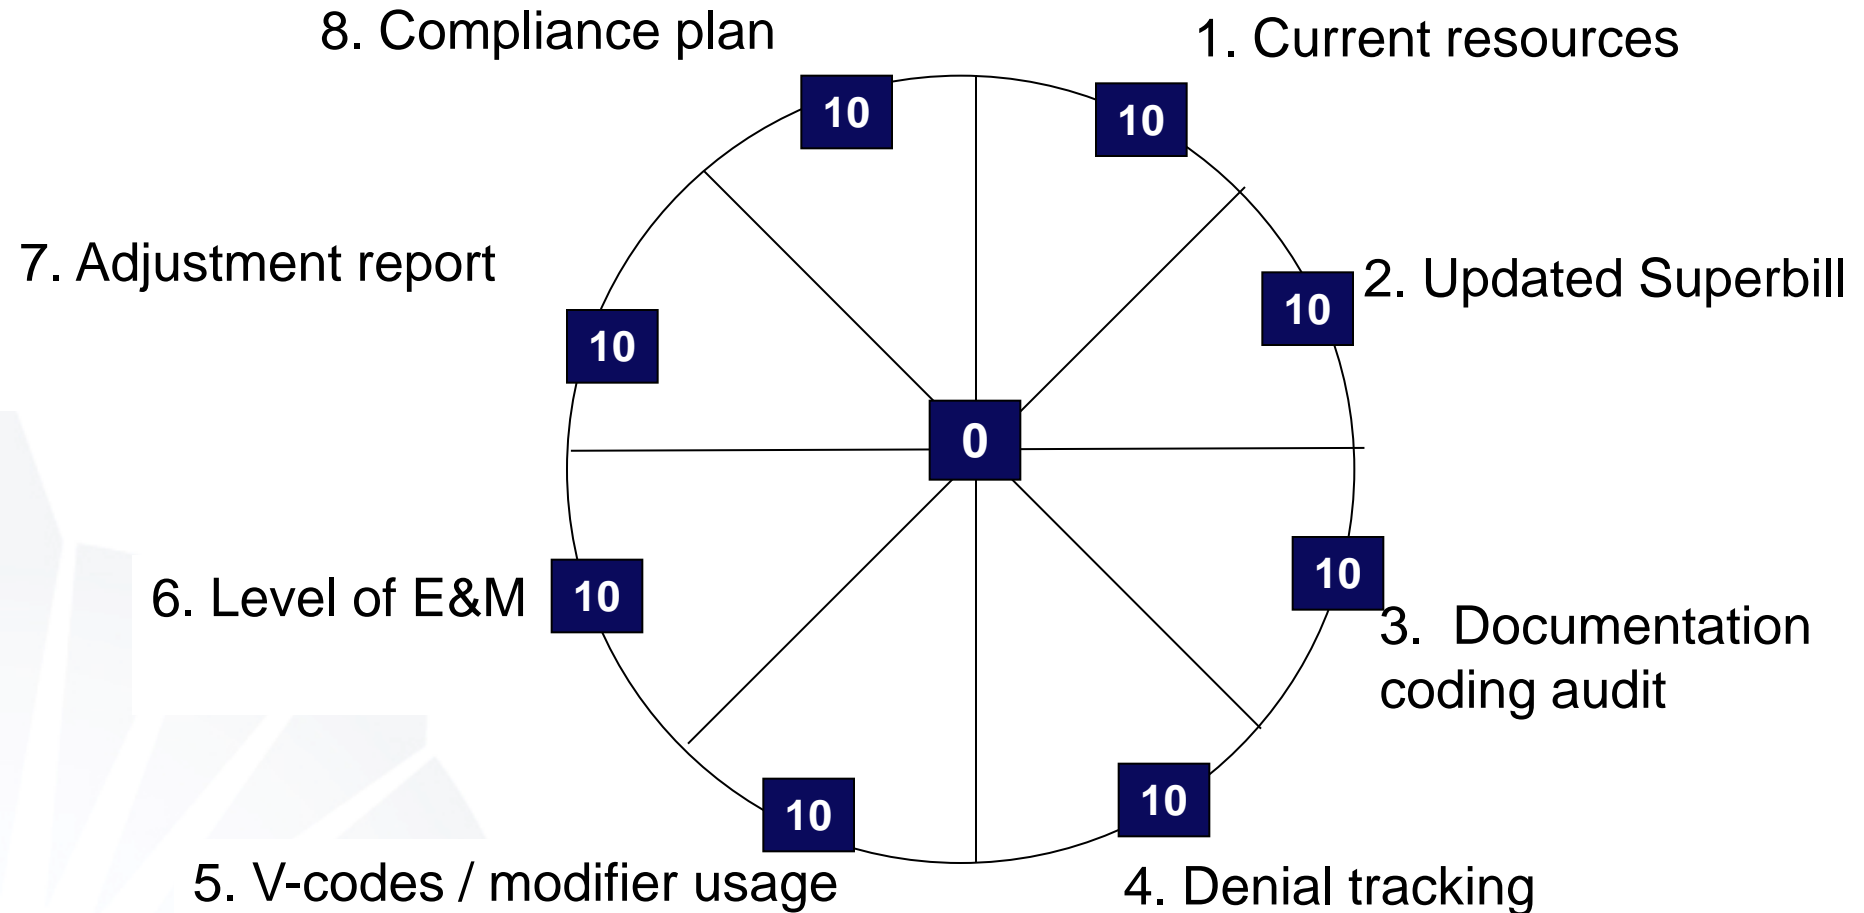 8. Compliance plan
1. Current resources
10
10
7. Adjustment report
2. Updated Superbill
10
10
0
6. Level of E&M
10
10
3. Documentation
coding audit
10
10
5. V-codes / modifier usage
4. Denial tracking